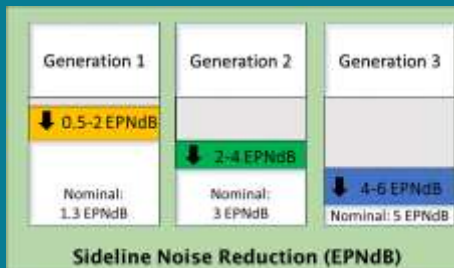 Generation 1
Generation 2
Generation 3
0.5-2 EPNdB
2-4 EPNdB
4-6 EPNdB
Nominal:
1.3 EPNdB
Nominal:
3 EPNdB
Nominal: 5 EPNdB
Sideline Noise Reduction (EPNdB)